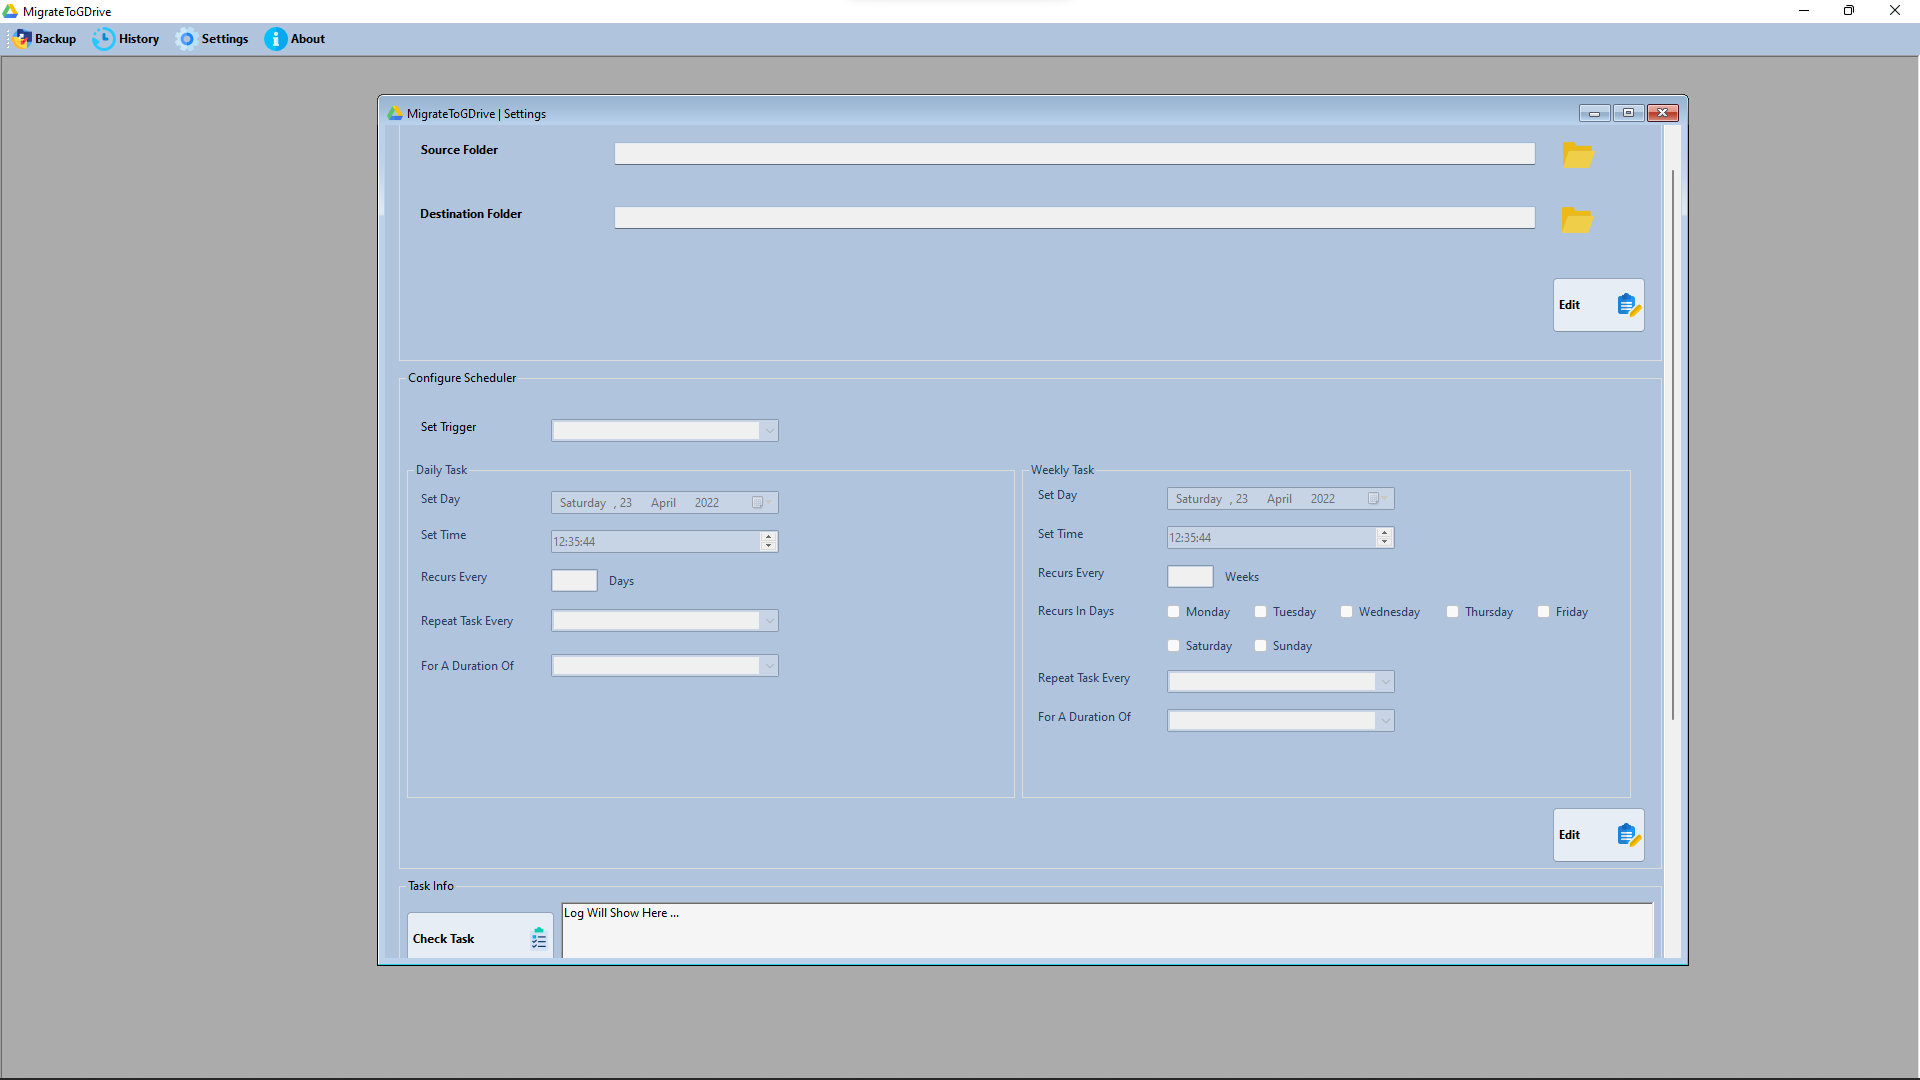 MigrateToGDrive
Backup History Settings About
MigrateToGDrive | Settings
Source Folder
Destination Folder
Edit
Configure Scheduler
Set Trigger
Daily Task
Set Day Saturday , 23 April 2022
Set Time 12:35:44
Recurs Every Days
Repeat Task Every
For A Duration Of
Weekly Task
Set Day Saturday , 23 April 2022
Set Time 12:35:44
Recurs Every Weeks
Recurs In Days Monday Tuesday Wednesday Thursday Friday
Saturday Sunday
Repeat Task Every
For A Duration Of
Edit
Task Info
Check Task
Log Will Show Here ...